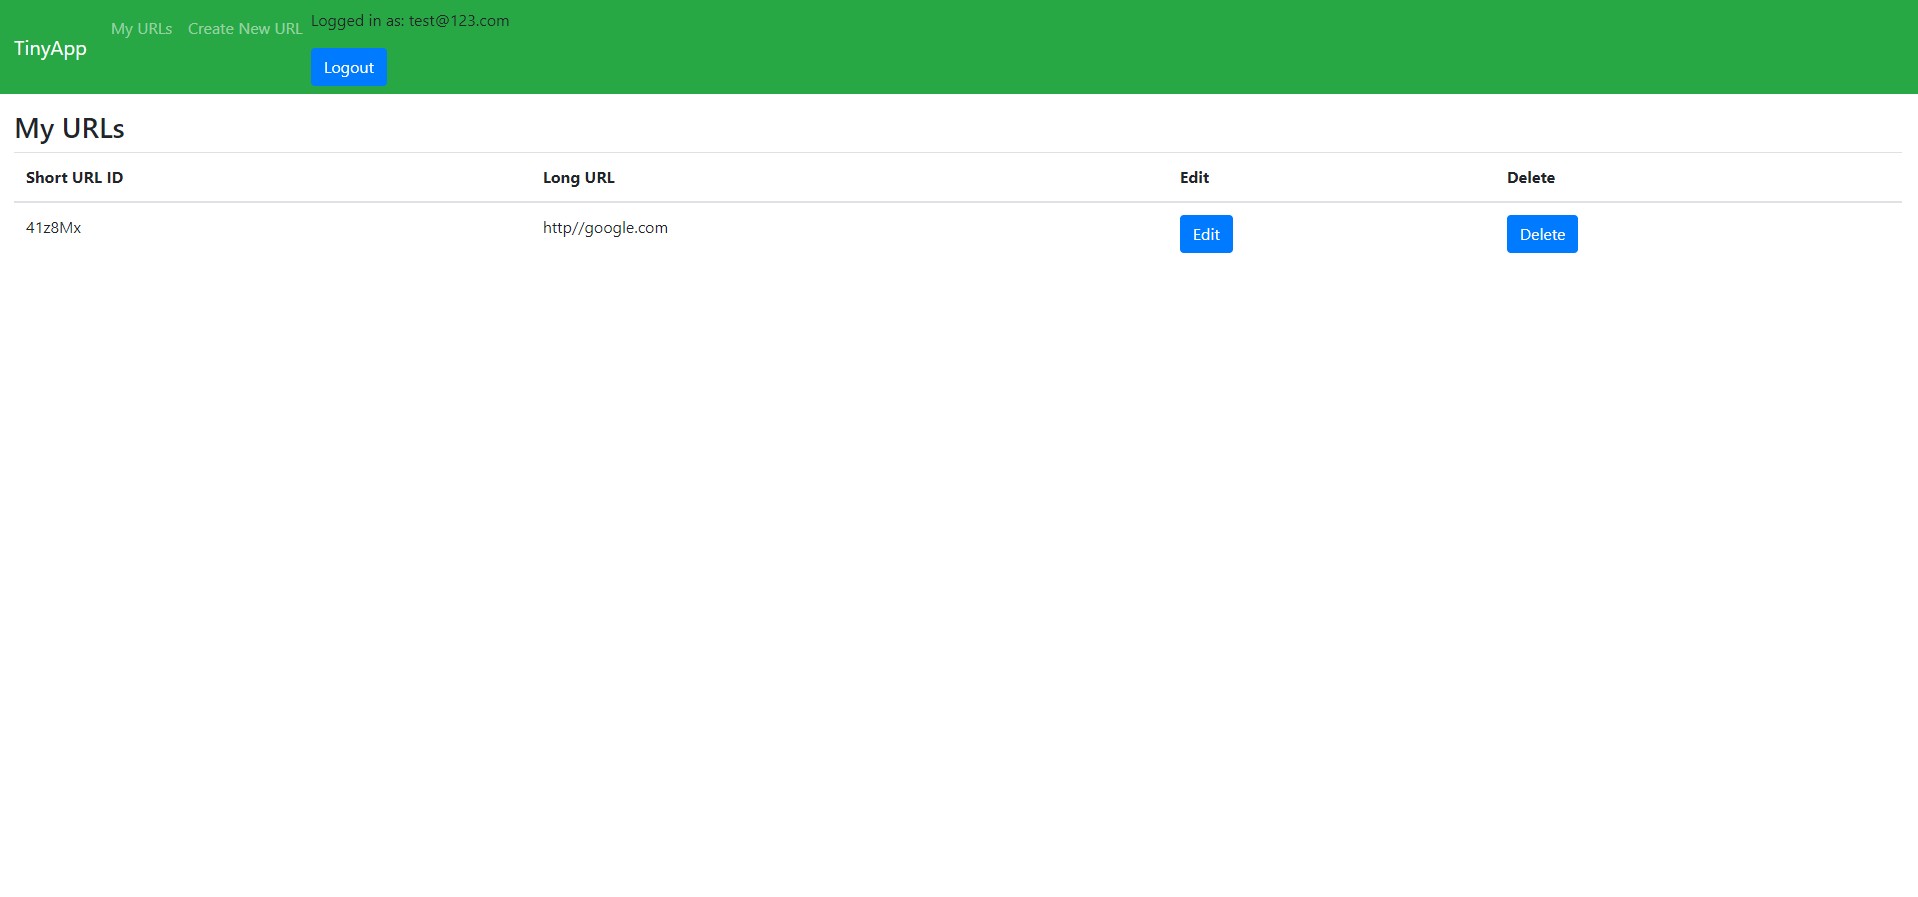 TinyApp
My URLs
Create New URL
Logged in as: test@123.com
Logout
My URLs
Short URL ID Long URL Edit Delete
41z8Mx http//google.com Edit Delete